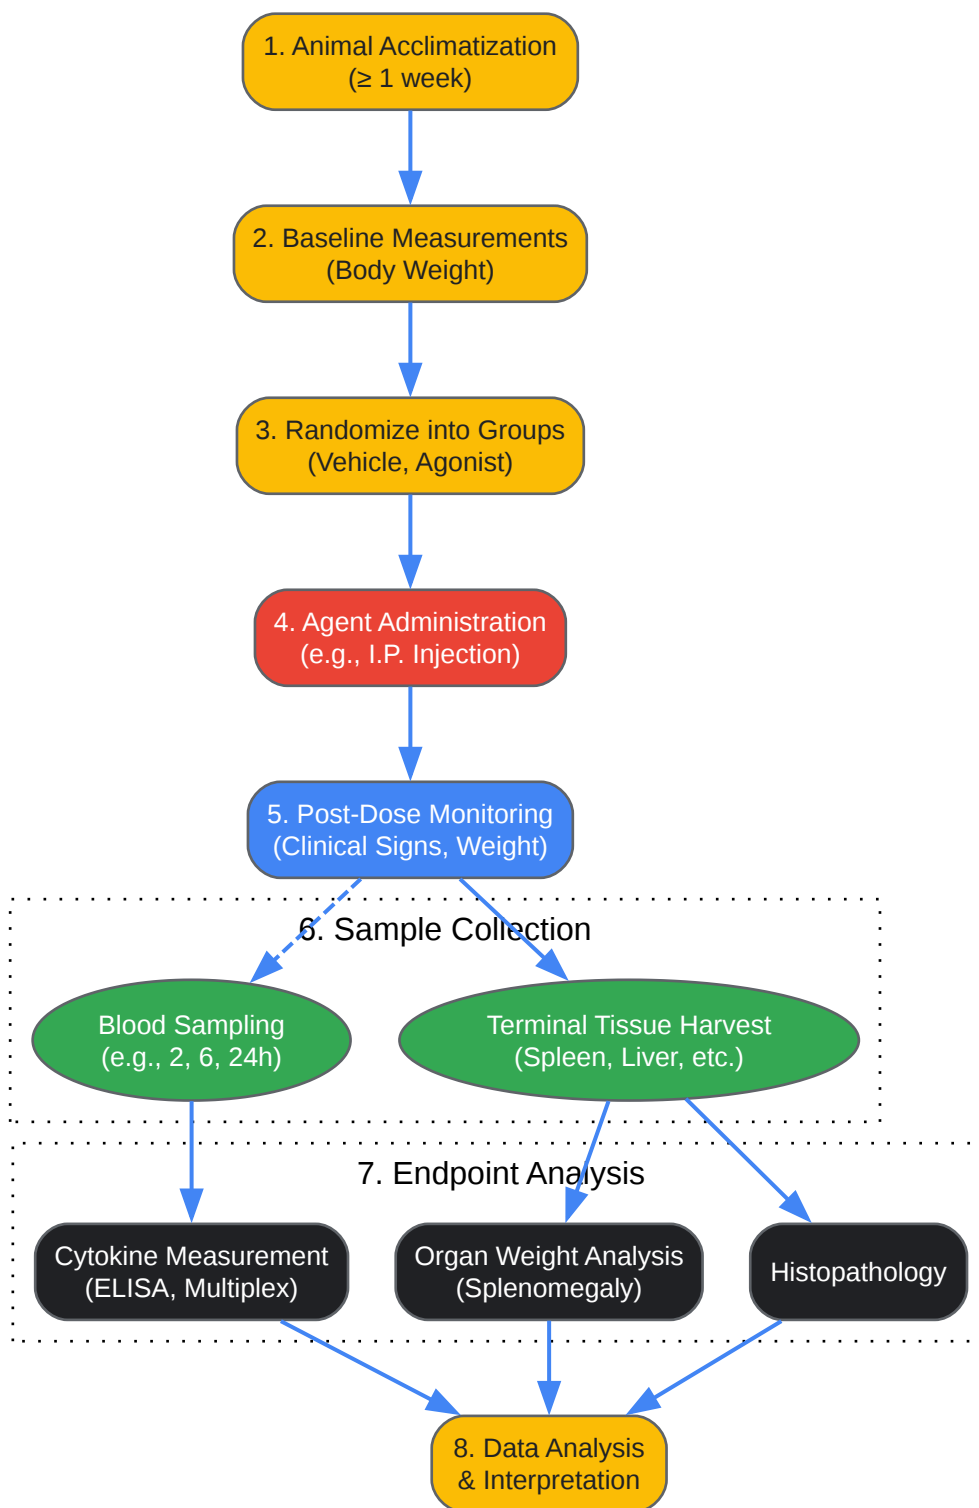 1. Animal Acclimatization
(≥ 1 week)
2. Baseline Measurements
(Body Weight)
3. Randomize into Groups
(Vehicle, Agonist)
4. Agent Administration
(e.g., I.P. Injection)
5. Post-Dose Monitoring
(Clinical Signs, Weight)
6. Sample Collection
Blood Sampling
(e.g., 2, 6, 24h)
Terminal Tissue Harvest
(Spleen, Liver, etc.)
7. Endpoint Analysis
Cytokine Measurement
(ELISA, Multiplex)
Organ Weight Analysis
(Splenomegaly)
Histopathology
8. Data Analysis
& Interpretation